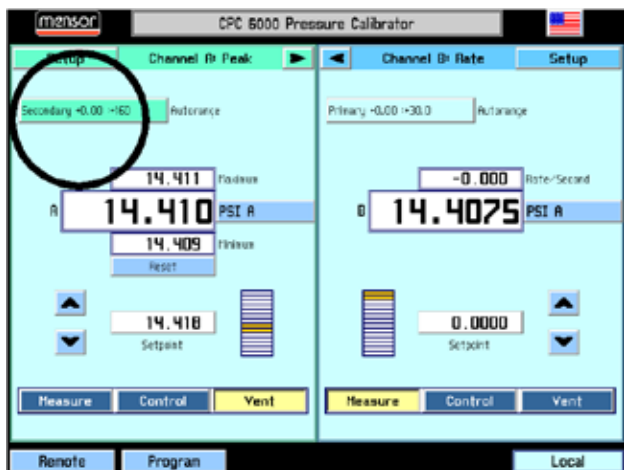 mensor CPC 6000 Pressure Calibrator
Setup Channel A: Peak Channel B: Rate Setup
Secondary +0.00 :+160 Autorange Primary +0.00 :+30.0 Autorange
14.411 Maximum -0.000 Rate/Second
A 14.410 PSI A B 14.4075 PSI A
14.409 Minimum
Reset
14.418 0.0000
Setpoint Setpoint
Measure Control Vent Measure Control Vent
Remote Program Local